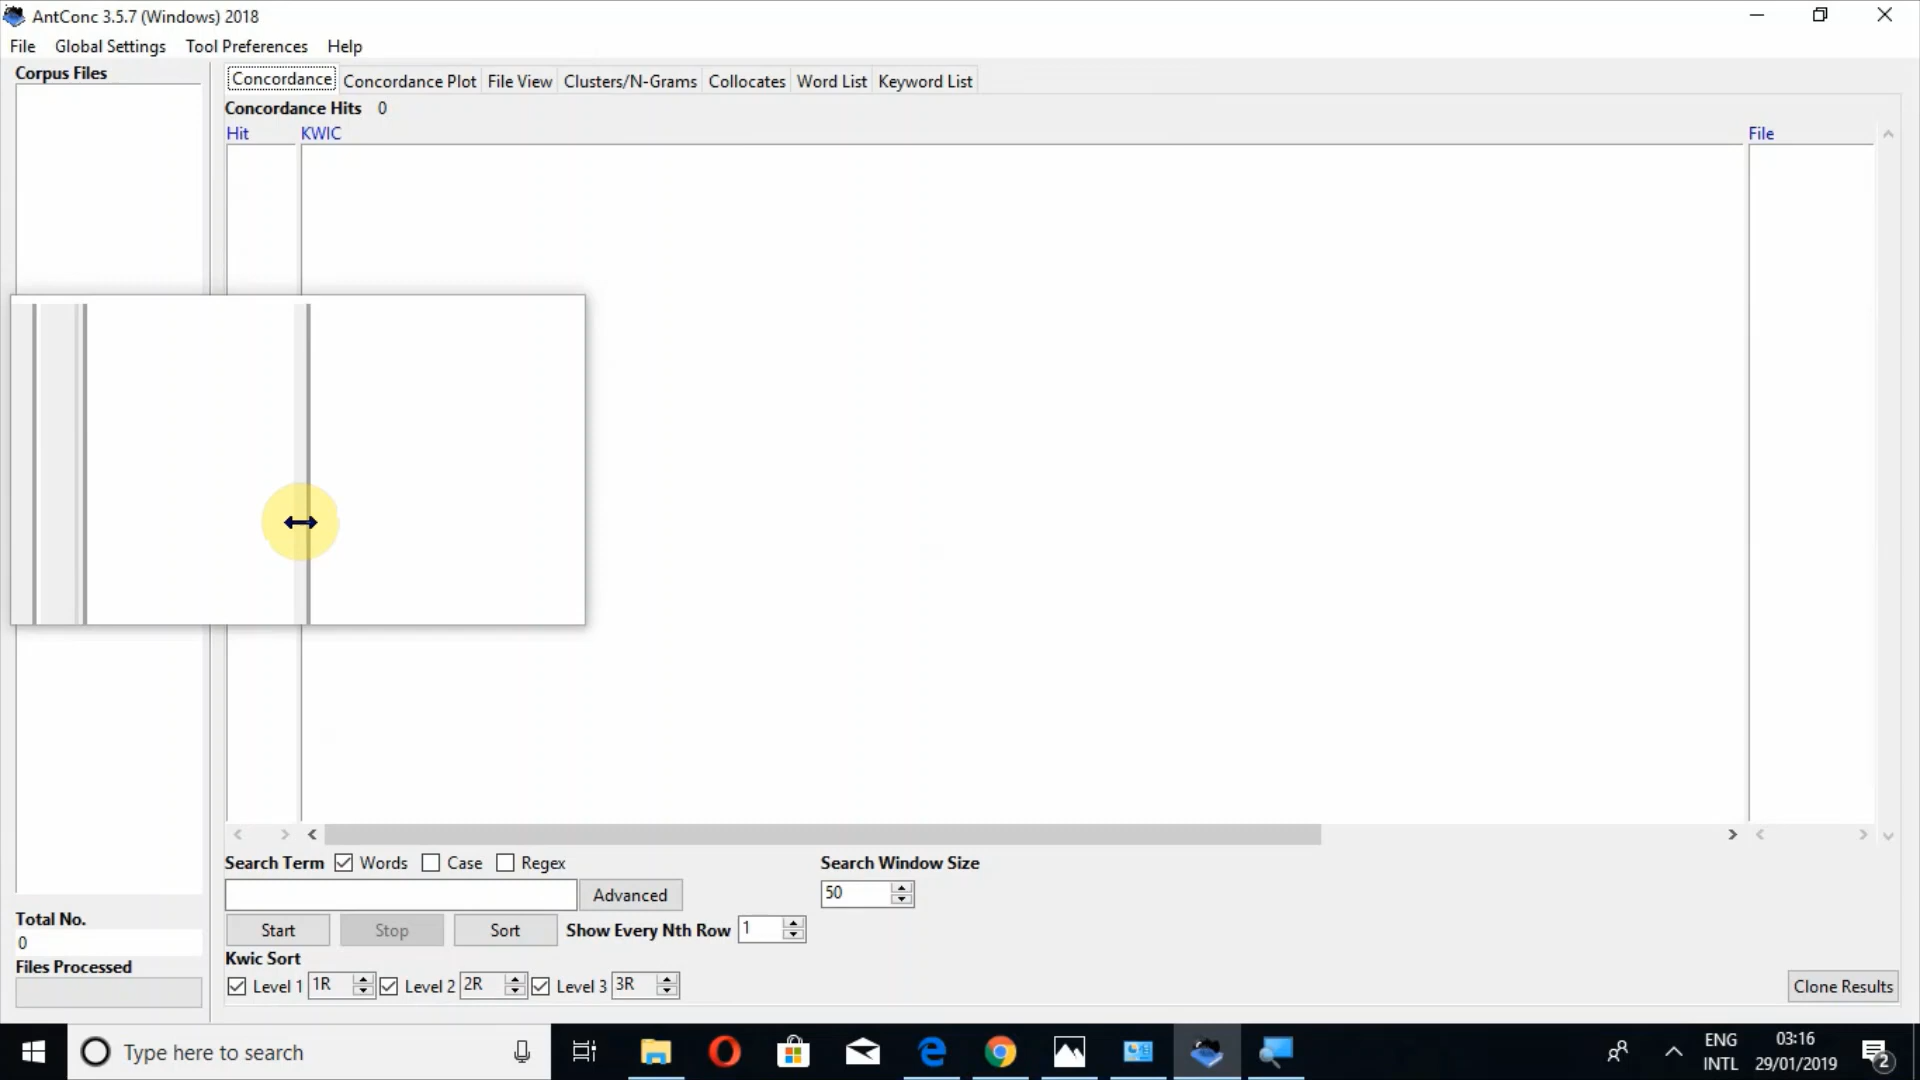 AntConc 3.5.7 (Windows) 2018
File Global Settings Tool Preferences Help
Corpus Files
Concordance Concordance Plot File View Clusters/N-Grams Collocates Word List Keyword List
Concordance Hits 0
Hit KWIC File
Search Term Words Case Regex Search Window Size
Advanced 50
Total No.
0
Start Stop Sort Show Every Nth Row 1
Files Processed
Kwic Sort
Level 1 1R Level 2 2R Level 3 3R Clone Results
Type here to search
ENG
INTL
03:16
29/01/2019
2